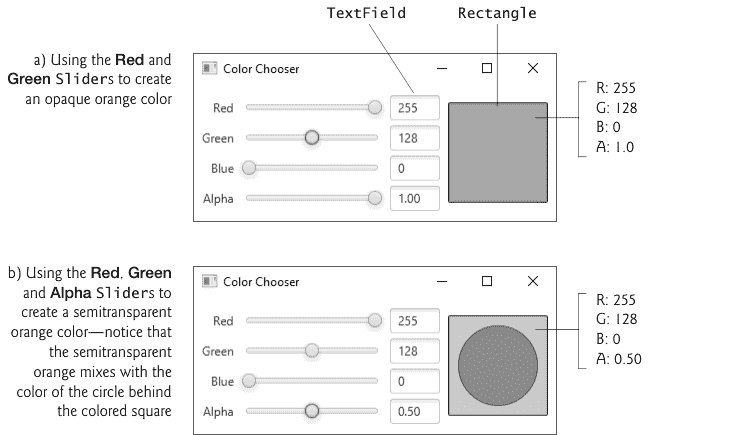 TextField
Rectangle
a) Using the Red and
Green Sliders to create
an opaque orange color
Color Chooser
Red
255
Green
128
Blue
0
Alpha
1.00
R: 255
G: 128
B: 0
A: 1.0
b) Using the Red, Green
and Alpha Sliders to
create a semitransparent
orange color—notice that
the semitransparent
orange mixes with the
color of the circle behind
the colored square
Color Chooser
Red
255
Green
128
Blue
0
Alpha
0.50
R: 255
G: 128
B: 0
A: 0.50